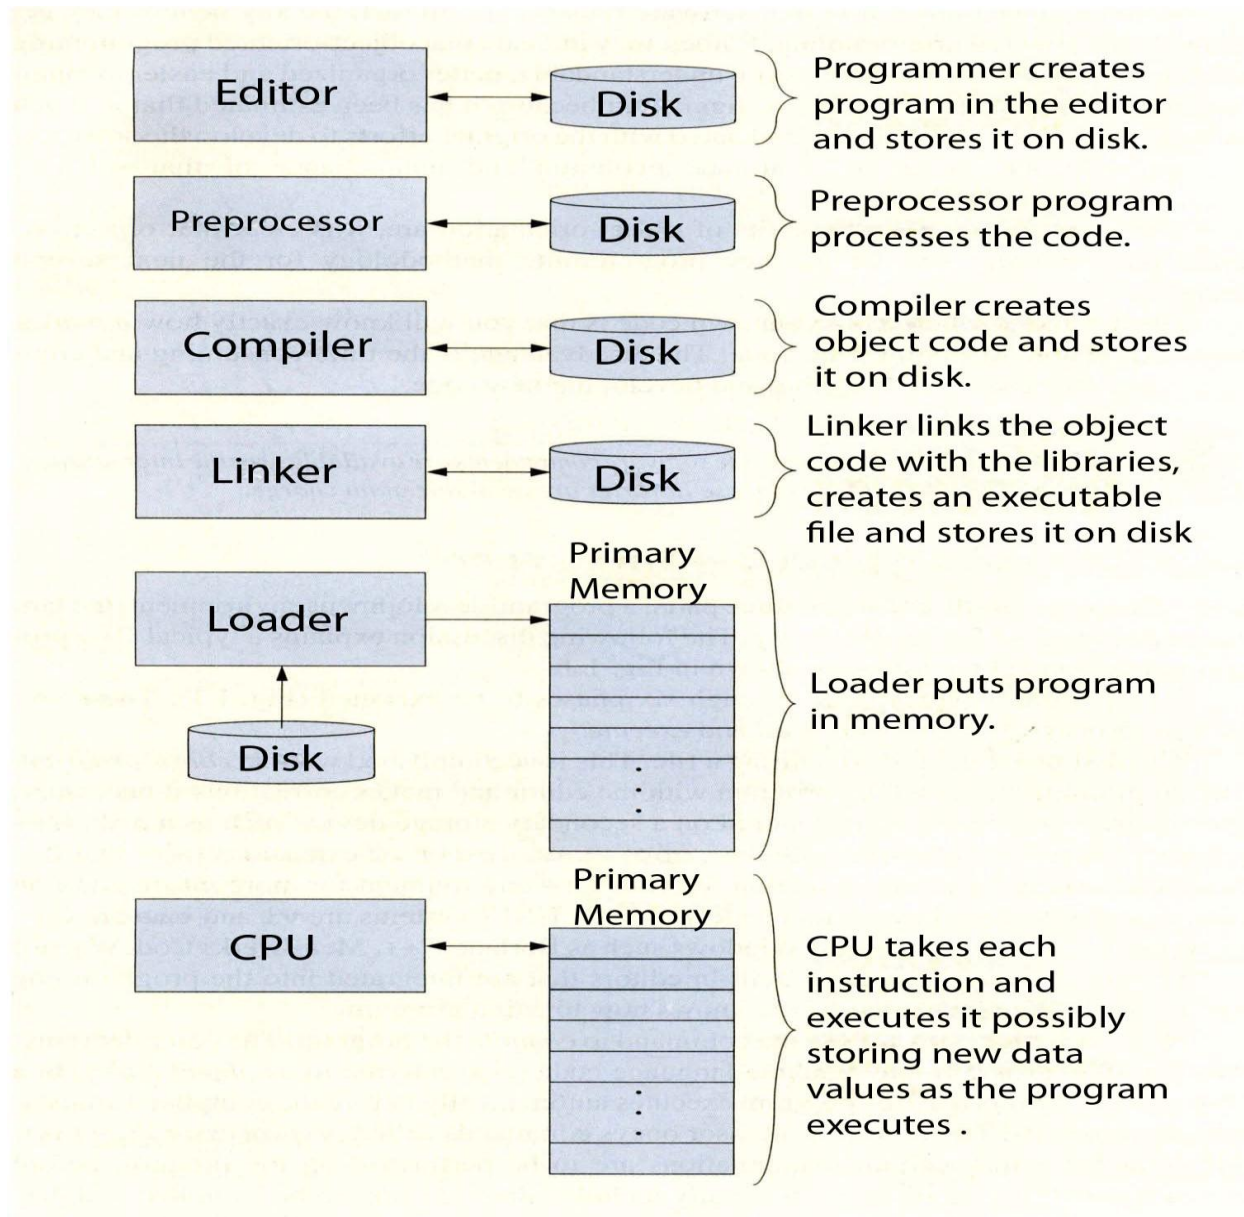 Editor
Disk
Programmer creates
program in the editor
and stores it on disk.
Preprocessor
Disk
Preprocessor program
processes the code.
Compiler
Disk
Compiler creates
object code and stores
it on disk.
Linker
Disk
Linker links the object
code with the libraries,
creates an executable
file and stores it on disk
Loader
Disk
Primary
Memory
.
.
.
Loader puts program
in memory.
CPU
Primary
Memory
.
.
.
CPU takes each
instruction and
executes it possibly
storing new data
values as the program
executes .